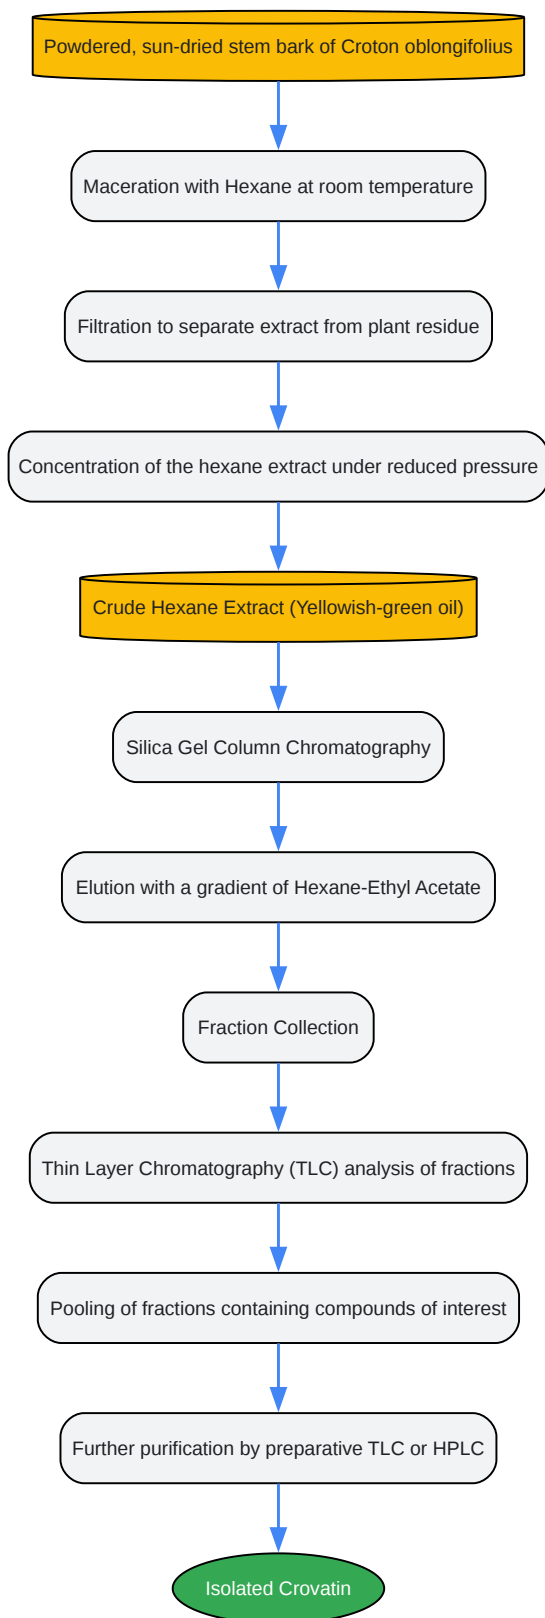 Powdered, sun-dried stem bark of Croton oblongifolius
Maceration with Hexane at room temperature
Filtration to separate extract from plant residue
Concentration of the hexane extract under reduced pressure
Crude Hexane Extract (Yellowish-green oil)
Silica Gel Column Chromatography
Elution with a gradient of Hexane-Ethyl Acetate
Fraction Collection
Thin Layer Chromatography (TLC) analysis of fractions
Pooling of fractions containing compounds of interest
Further purification by preparative TLC or HPLC
Isolated Crovatin